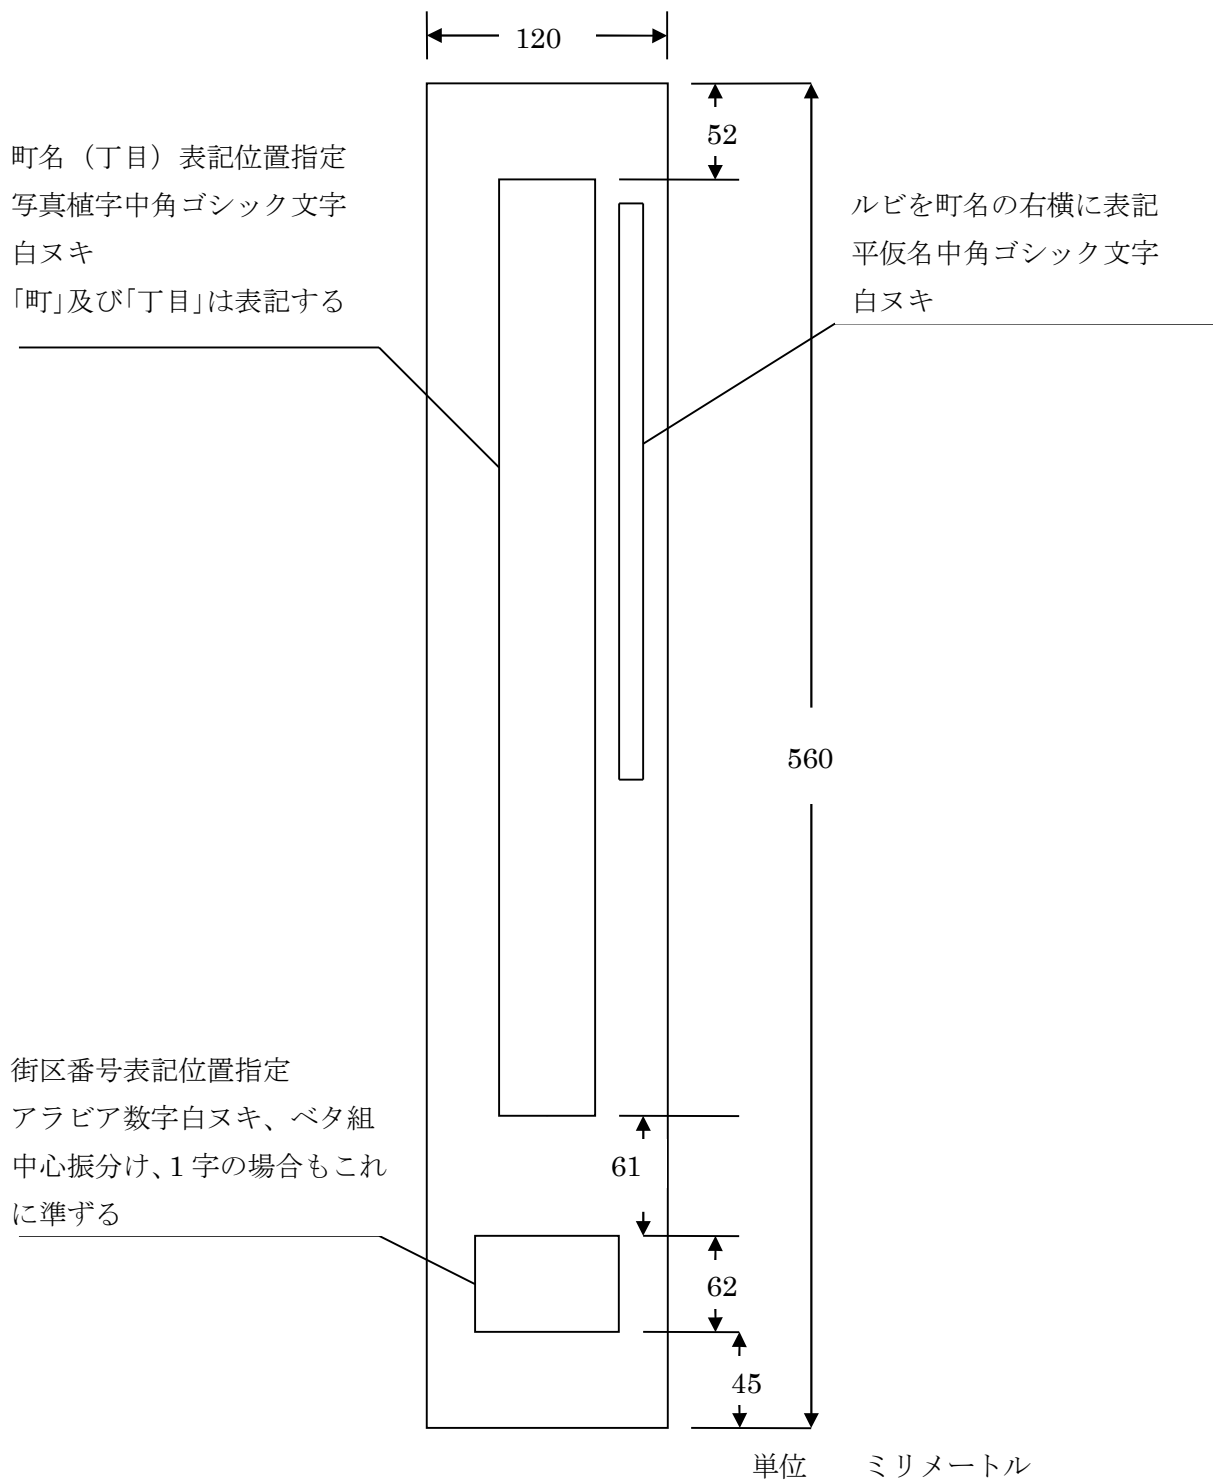 120
52
町名（丁目）表記位置指定
写真植字中角ゴシック文字
白ヌキ
「町」及び「丁目」は表記する
ルビを町名の右横に表記
平仮名中角ゴシック文字
白ヌキ
560
街区番号表記位置指定
アラビア数字白ヌキ、ベタ組
中心振分け、1字の場合もこれ
に準ずる
61
62
45
単位　　ミリメートル